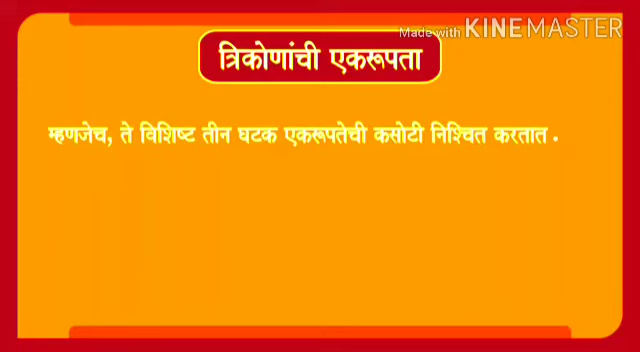 Made with KINEMASTER
त्रिकोणांची एकरूपता
म्हणजेच, ते विशिष्ट तीन घटक एकरूपतेची कसोटी निश्चित करतात .